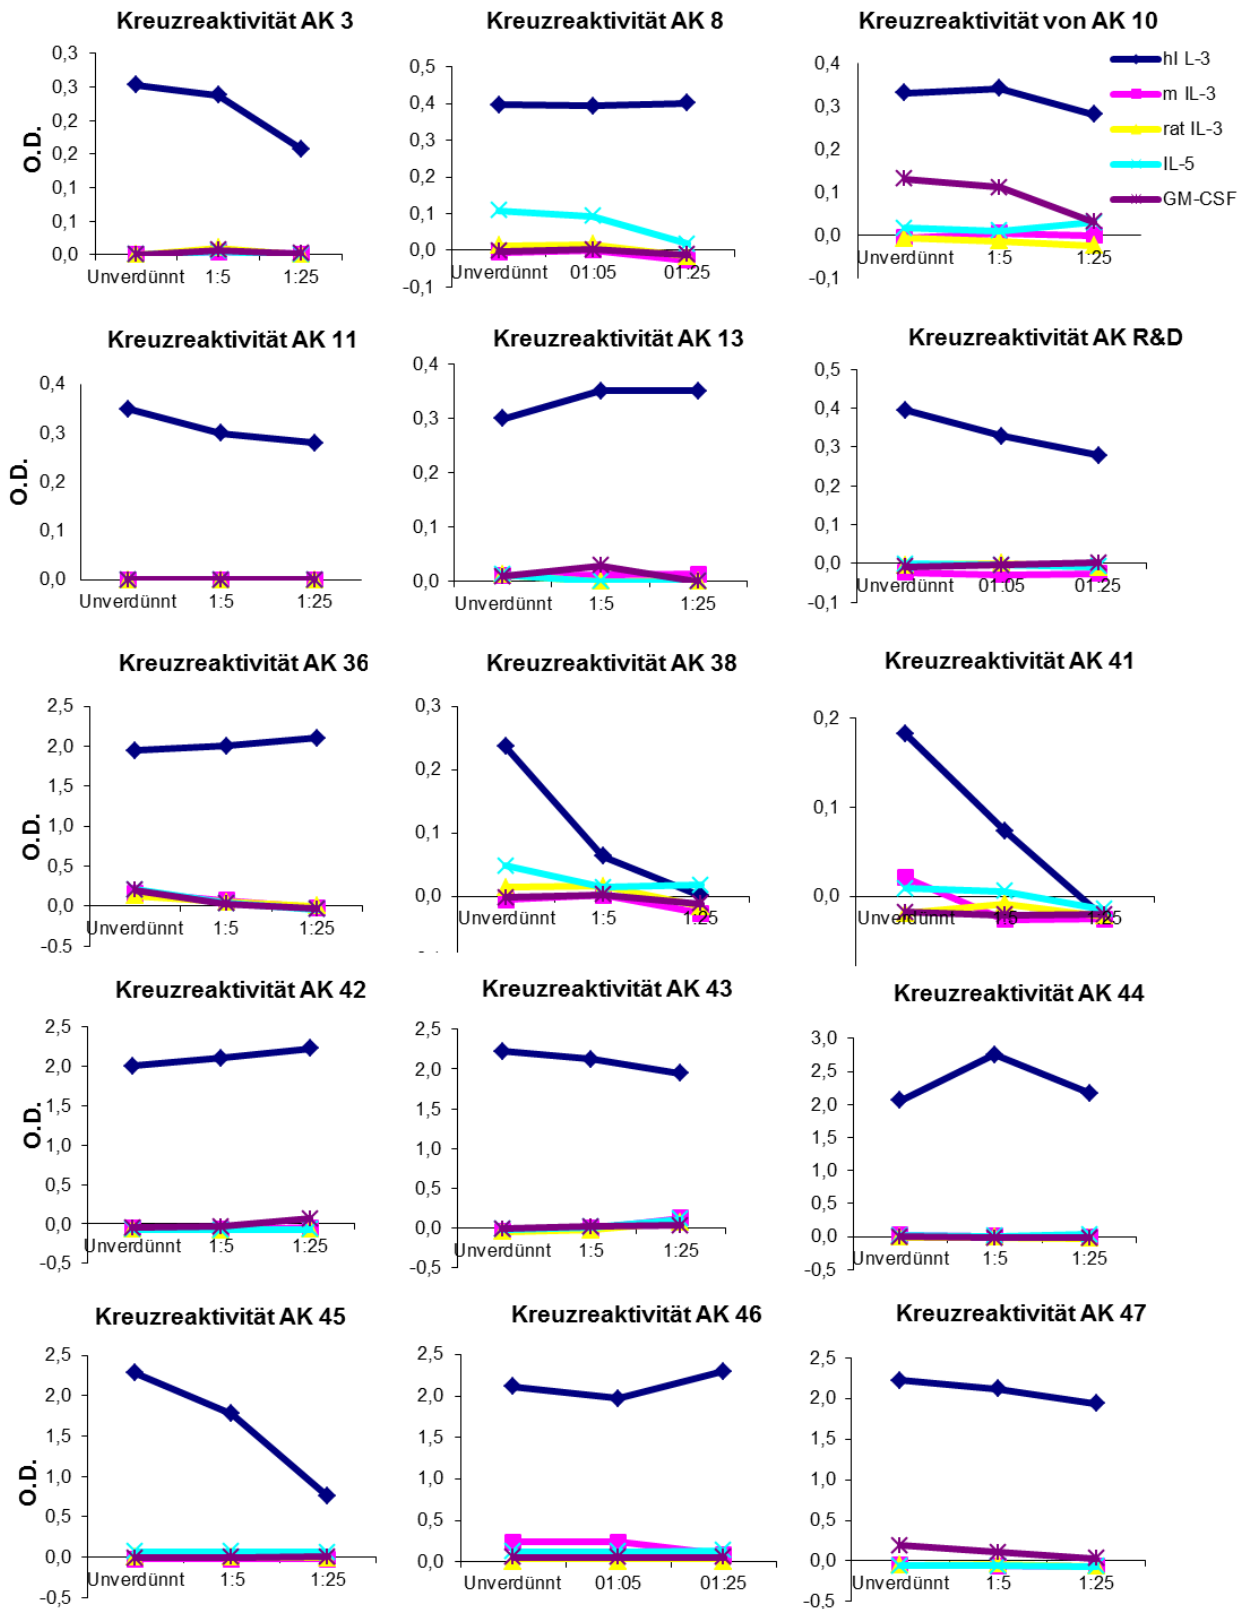 Kreuzreaktivität AK 3
O.D.
0,3
0,3
0,2
0,2
0,1
0,1
0,0
Unverdünnt 1:5 1:25
Kreuzreaktivität AK 8
0,5
0,4
0,3
0,2
0,1
0,0
-0,1
Unverdünnt 01:05 01:25
Kreuzreaktivität von AK 10
0,4
0,3
0,2
0,1
0,0
-0,1
Unverdünnt 1:5 1:25
hI L-3
m IL-3
rat IL-3
IL-5
GM-CSF
Kreuzreaktivität AK 11
O.D.
0,4
0,3
0,2
0,1
0,0
Unverdünnt 1:5 1:25
Kreuzreaktivität AK 13
0,4
0,3
0,2
0,1
0,0
Unverdünnt 1:5 1:25
Kreuzreaktivität AK R&D
0,5
0,4
0,3
0,2
0,1
0,0
-0,1
Unverdünnt 01:05 01:25
Kreuzreaktivität AK 36
O.D.
2,5
2,0
1,5
1,0
0,5
0,0
-0,5
Unverdünnt 1:5 1:25
Kreuzreaktivität AK 38
0,3
0,2
0,1
0,0
Unverdünnt 1:5 1:25
Kreuzreaktivität AK 41
0,2
0,1
0,0
Unverdünnt 1:5 1:25
Kreuzreaktivität AK 42
O.D.
2,5
2,0
1,5
1,0
0,5
0,0
-0,5
Unverdünnt 1:5 1:25
Kreuzreaktivität AK 43
2,5
2,0
1,5
1,0
0,5
0,0
-0,5
Unverdünnt 1:5 1:25
Kreuzreaktivität AK 44
3,0
2,5
2,0
1,5
1,0
0,5
0,0
-0,5
Unverdünnt 1:5 1:25
Kreuzreaktivität AK 45
O.D.
2,5
2,0
1,5
1,0
0,5
0,0
-0,5
Unverdünnt 1:5 1:25
Kreuzreaktivität AK 46
2,5
2,0
1,5
1,0
0,5
0,0
Unverdünnt 01:05 01:25
Kreuzreaktivität AK 47
2,5
2,0
1,5
1,0
0,5
0,0
-0,5
Unverdünnt 1:5 1:25